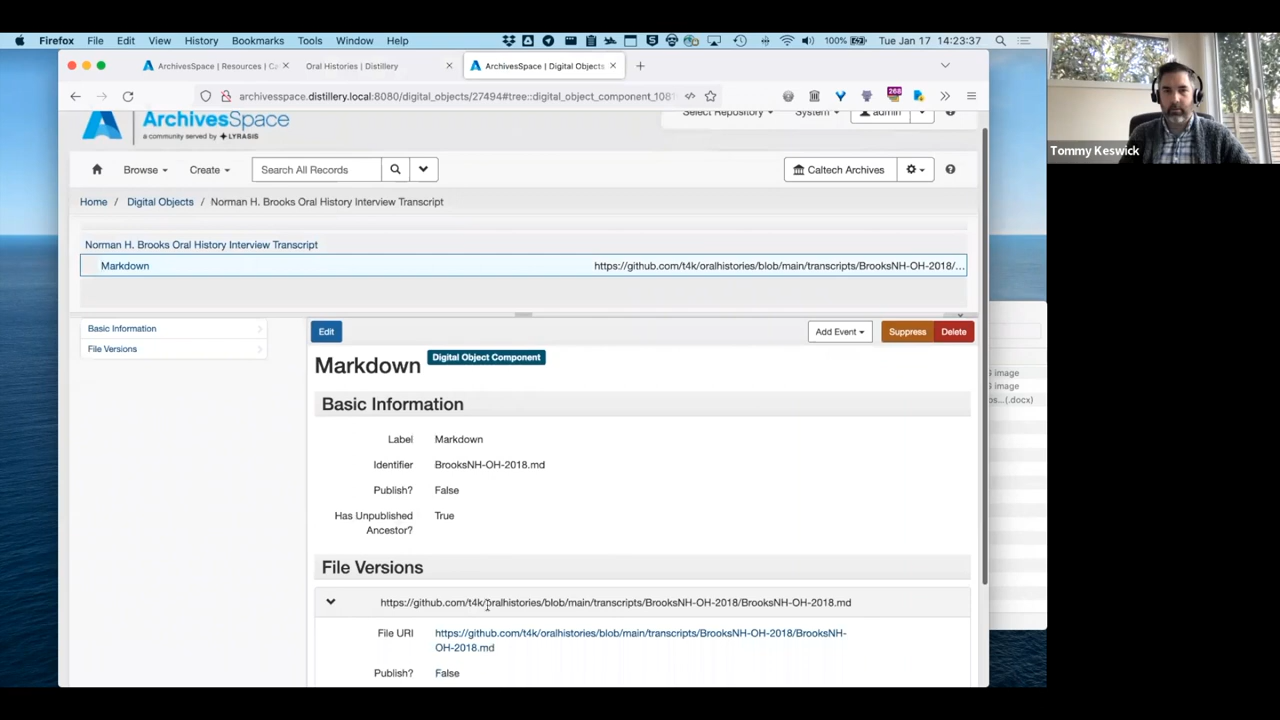 Firefox File Edit View History Bookmarks Tools Window Help 100% Tue Jan 17 14:23:37
ArchivesSpace | Resources | Ca
Oral Histories | Distillery
ArchivesSpace | Digital Objects
archivesspace.distillery.local:8080/digital_objects/27494#tree::digital_object_component_1081
268
Tommy Keswick
ArchivesSpace
a community served by LYRASIS
Select Repository System admin
Browse Create Search All Records Caltech Archives
Home / Digital Objects / Norman H. Brooks Oral History Interview Transcript
Norman H. Brooks Oral History Interview Transcript
Markdown https://github.com/t4k/oralhistories/blob/main/transcripts/BrooksNH-OH-2018/...
Basic Information
File Versions
Edit Add Event Suppress Delete
Markdown Digital Object Component
Basic Information
Label Markdown
Identifier BrooksNH-OH-2018.md
Publish? False
Has Unpublished Ancestor? True
File Versions
https://github.com/t4k/oralhistories/blob/main/transcripts/BrooksNH-OH-2018/BrooksNH-OH-2018.md
File URI https://github.com/t4k/oralhistories/blob/main/transcripts/BrooksNH-OH-2018/BrooksNH-
OH-2018.md
Publish? False
image
image
(.docx)